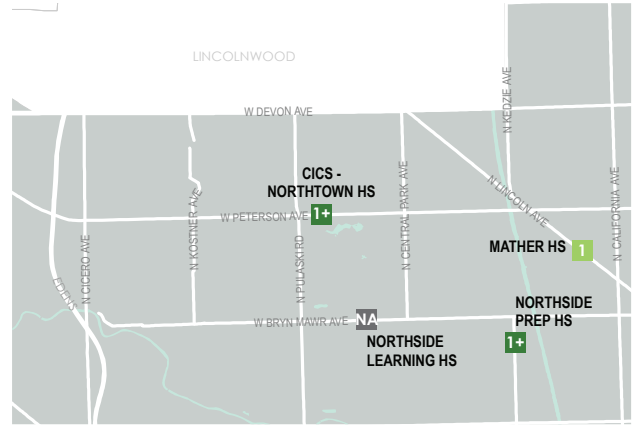 LINCOLNWOOD
W DEVON AVE
N KEDZIE AVE
CICS -
NORTHTOWN HS
N LINCOLN AVE
N KOSTNER AVE
N CENTRAL PARK AVE
W PETERSON AVE
1+
N CICERO AVE
N PULASKI RD
N CALIFORNIA AVE
MATHER HS
1
EDENS
NORTHSIDE
PREP HS
W BRYN MAWR AVE
NA
NORTHSIDE
LEARNING HS
1+